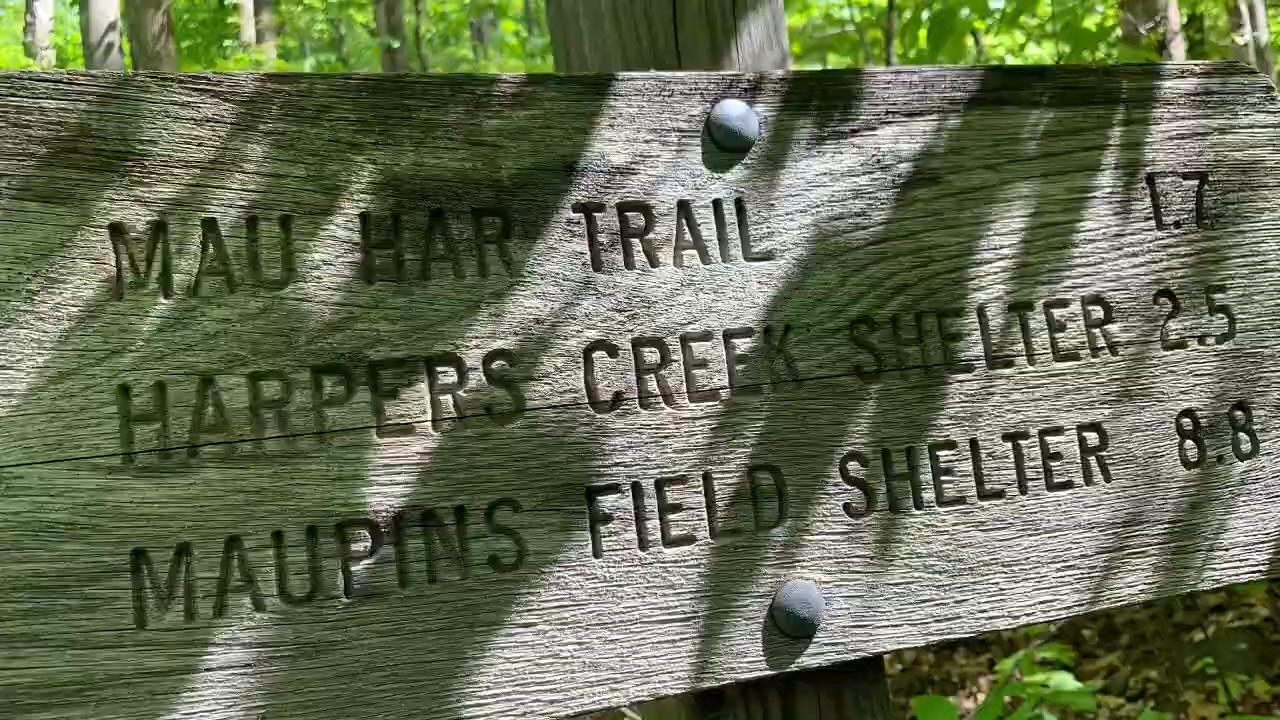 MAU HAR TRAIL 1.7
HARPERS CREEK SHELTER 2.5
MAUPINS FIELD SHELTER 8.8